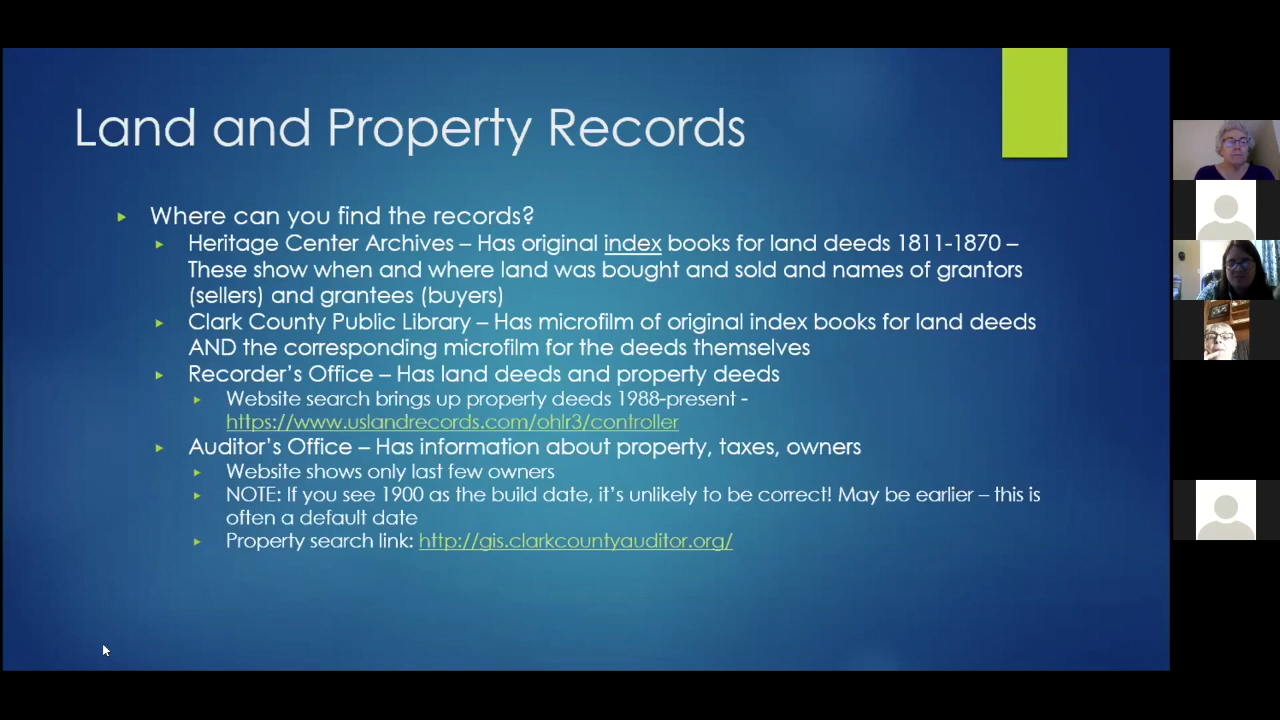 Land and Property Records
Where can you find the records?
Heritage Center Archives – Has original index books for land deeds 1811-1870 –
These show when and where land was bought and sold and names of grantors
(sellers) and grantees (buyers)
Clark County Public Library – Has microfilm of original index books for land deeds
AND the corresponding microfilm for the deeds themselves
Recorder's Office – Has land deeds and property deeds
Website search brings up property deeds 1988-present -
https://www.uslandrecords.com/ohlr3/controller
Auditor's Office – Has information about property, taxes, owners
Website shows only last few owners
NOTE: If you see 1900 as the build date, it's unlikely to be correct! May be earlier – this is
often a default date
Property search link: http://gis.clarkcountyauditor.org/